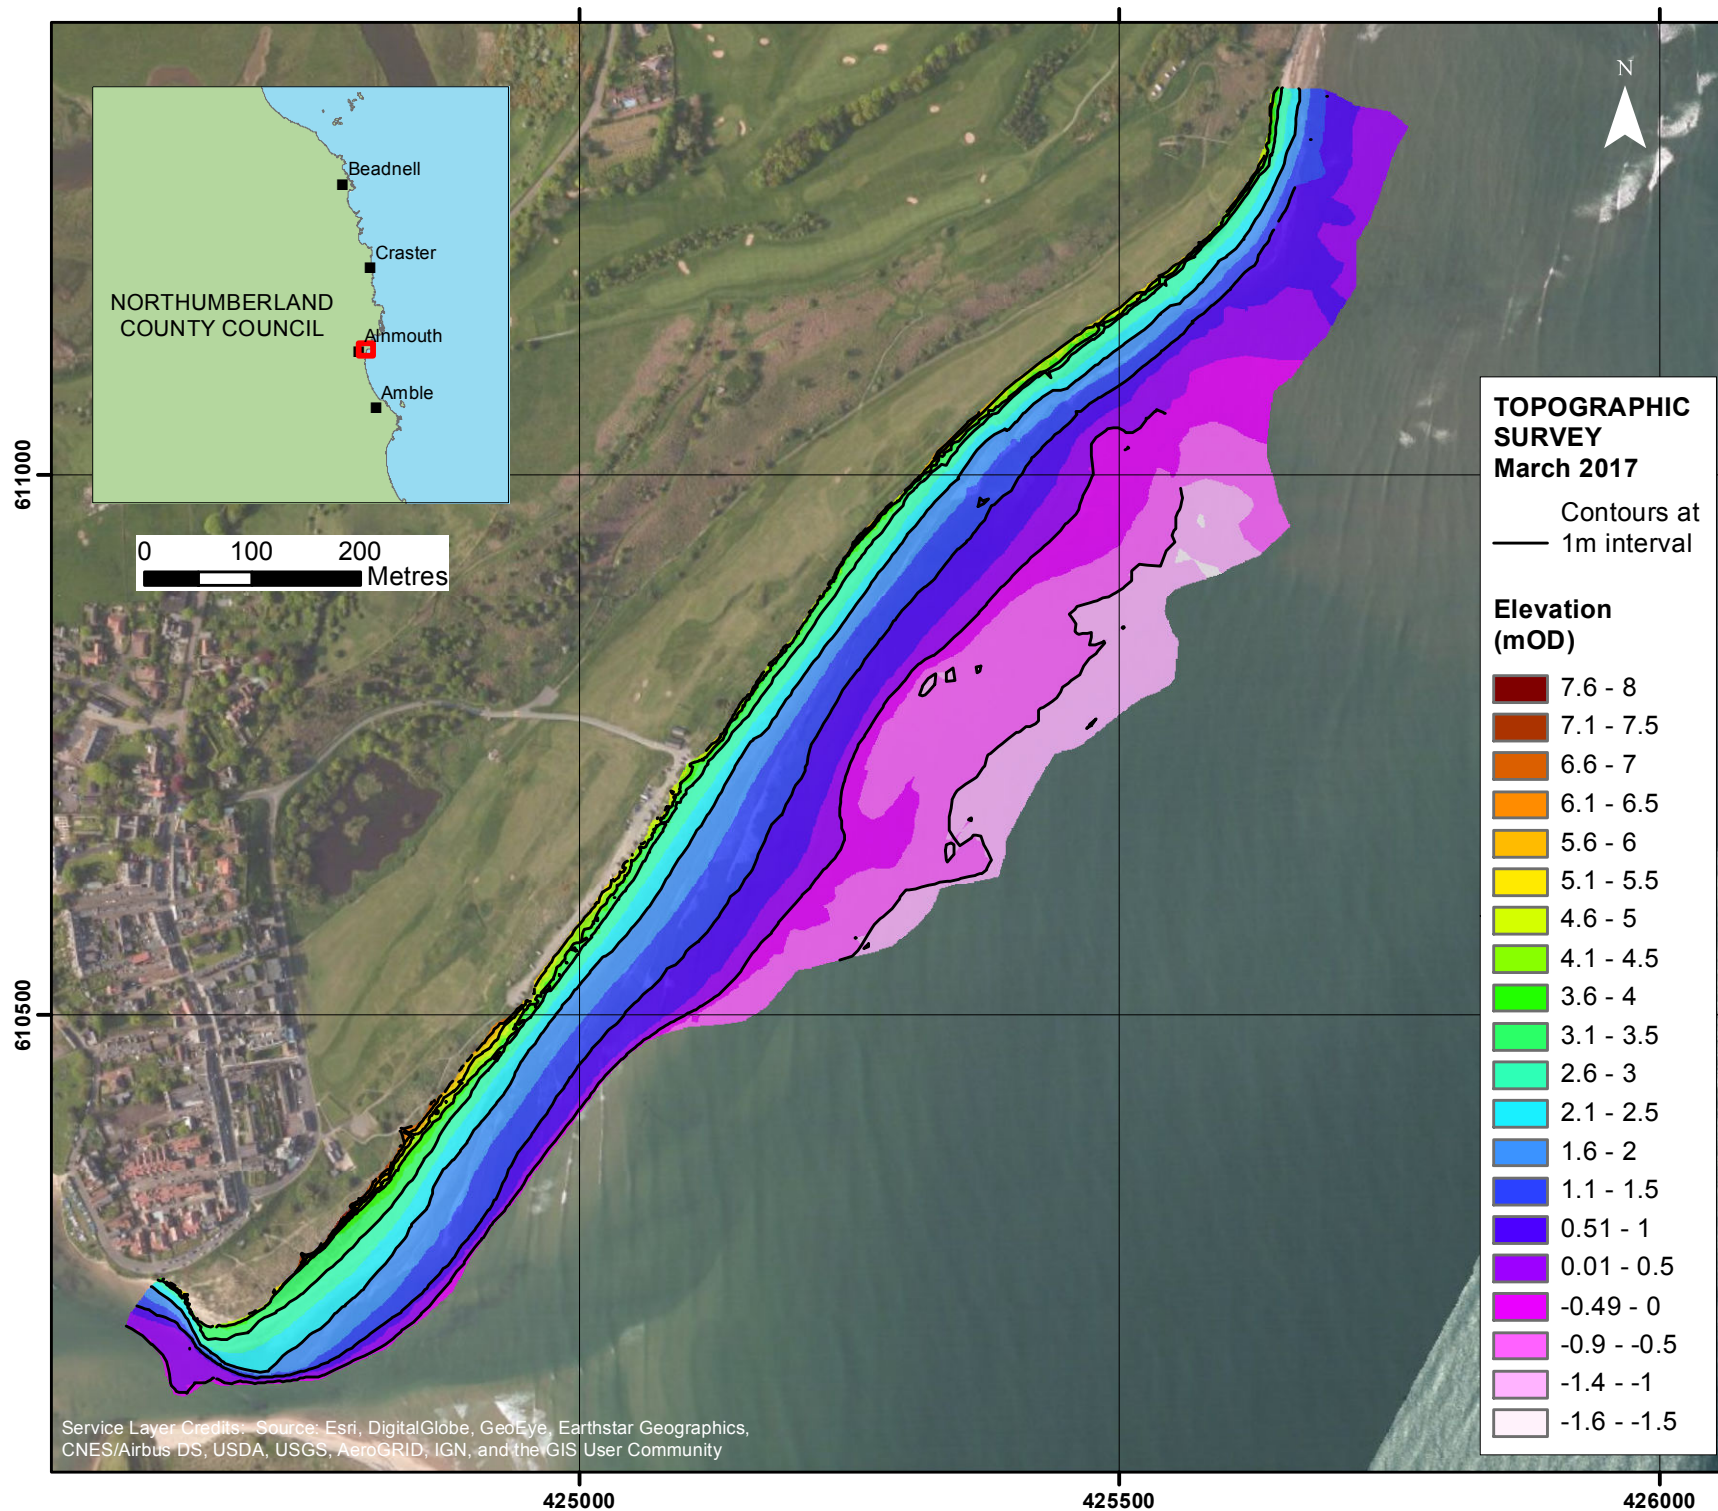 N
Beadnell
Craster
NORTHUMBERLAND
COUNTY COUNCIL
Alnmouth
Amble
0 100 200
Metres
611000
610500
TOPOGRAPHIC
SURVEY
March 2017
Contours at
1m interval
Elevation
(mOD)
7.6 - 8
7.1 - 7.5
6.6 - 7
6.1 - 6.5
5.6 - 6
5.1 - 5.5
4.6 - 5
4.1 - 4.5
3.6 - 4
3.1 - 3.5
2.6 - 3
2.1 - 2.5
1.6 - 2
1.1 - 1.5
0.51 - 1
0.01 - 0.5
-0.49 - 0
-0.9 - -0.5
-1.4 - -1
-1.6 - -1.5
Service Layer Credits: Source: Esri, DigitalGlobe, GeoEye, Earthstar Geographics,
CNES/Airbus DS, USDA, USGS, AeroGRID, IGN, and the GIS User Community
425000 425500 426000